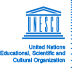 UNESCO
United Nations
Educational, Scientific and
Cultural Organization